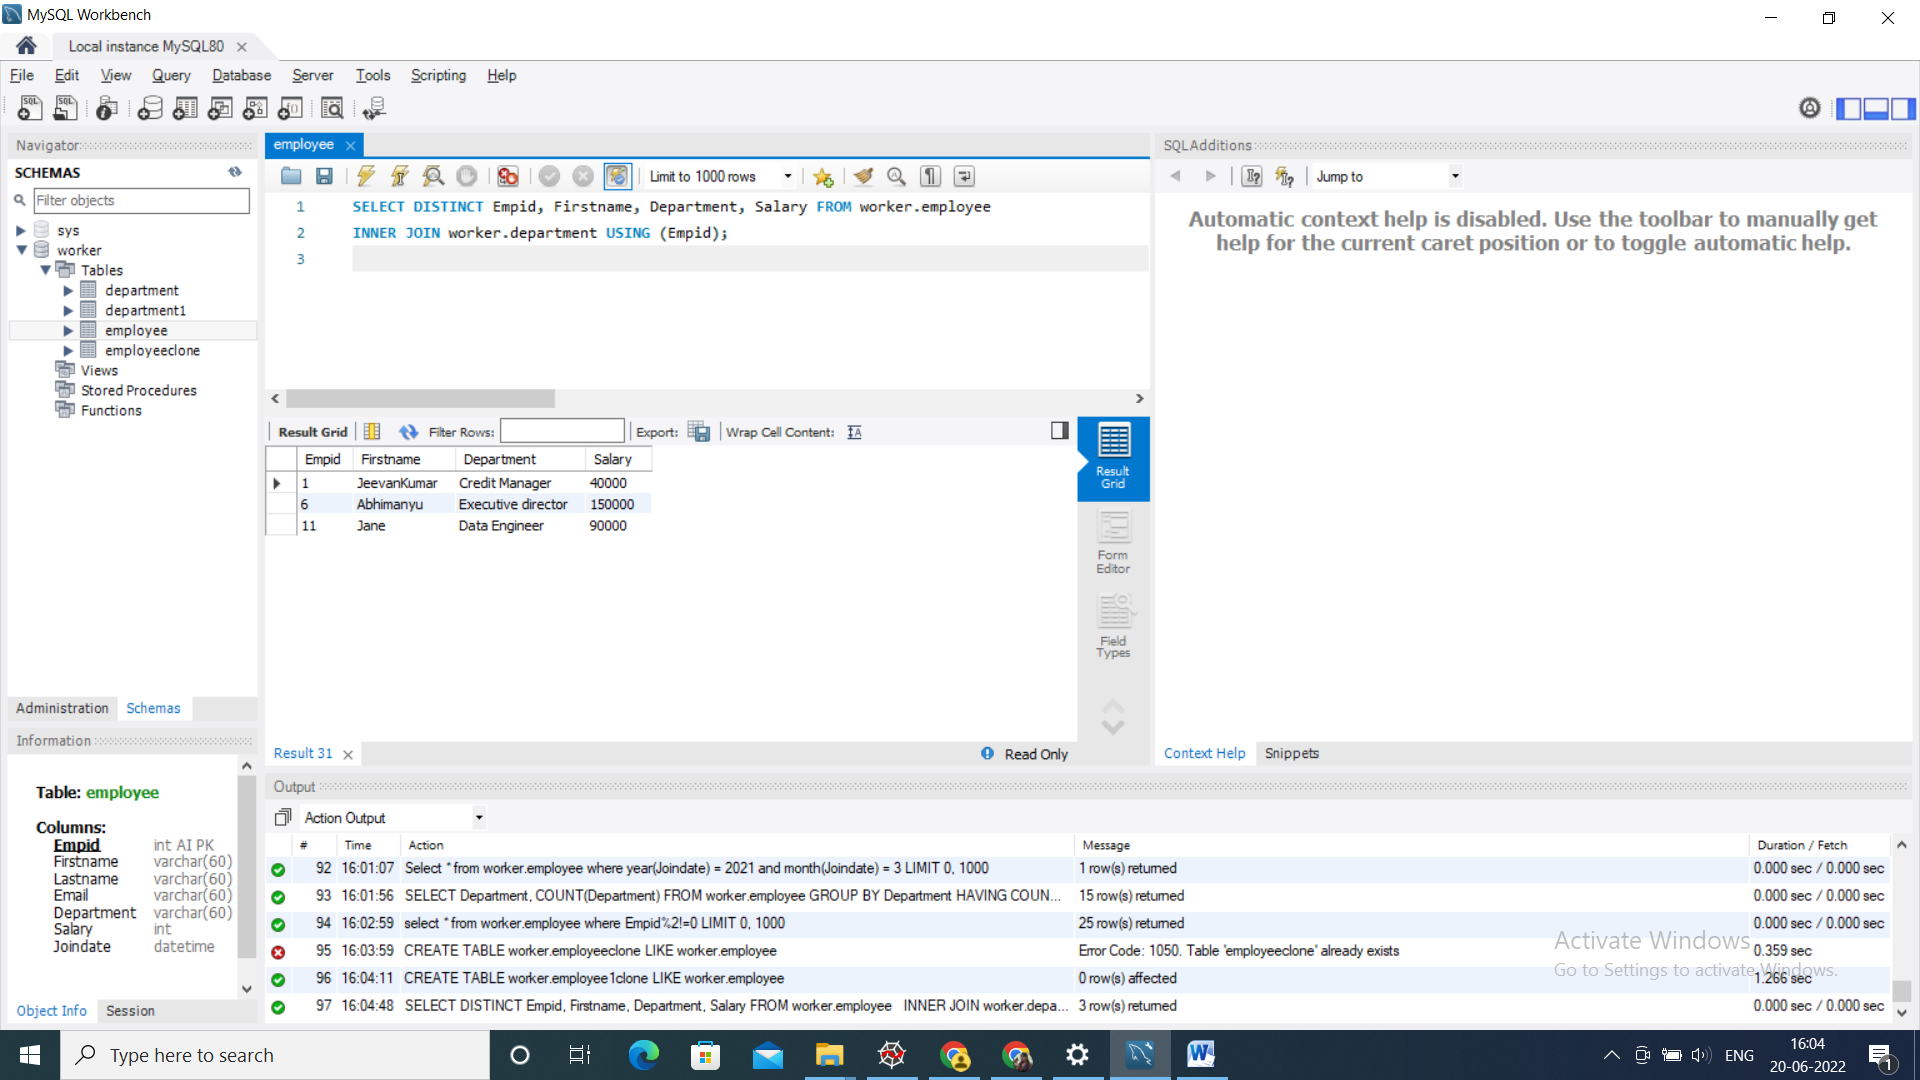 MySQL Workbench
Local instance MySQL80
File Edit View Query Database Server Tools Scripting Help
Navigator
SCHEMAS
Filter objects
sys
worker
Tables
department
department1
employee
employeeclone
Views
Stored Procedures
Functions
Administration Schemas
Information
Table: employee
Columns:
Empid int AI PK
Firstname varchar(60)
Lastname varchar(60)
Email varchar(60)
Department varchar(60)
Salary int
Joindate datetime
Object Info Session
employee
Limit to 1000 rows
1 SELECT DISTINCT Empid, Firstname, Department, Salary FROM worker.employee
2 INNER JOIN worker.department USING (Empid);
3
Result Grid Filter Rows: Export: Wrap Cell Content:
Empid Firstname Department Salary
1 JeevanKumar Credit Manager 40000
6 Abhimanyu Executive director 150000
11 Jane Data Engineer 90000
Result Grid
Form Editor
Field Types
Result 31
Read Only
SQLAdditions
Jump to
Automatic context help is disabled. Use the toolbar to manually get
help for the current caret position or to toggle automatic help.
Context Help Snippets
Output
Action Output
# Time Action Message Duration / Fetch
92 16:01:07 Select * from worker.employee where year(Joindate) = 2021 and month(Joindate) = 3 LIMIT 0, 1000 1 row(s) returned 0.000 sec / 0.000 sec
93 16:01:56 SELECT Department, COUNT(Department) FROM worker.employee GROUP BY Department HAVING COUN... 15 row(s) returned 0.000 sec / 0.000 sec
94 16:02:59 select * from worker.employee where Empid%2!=0 LIMIT 0, 1000 25 row(s) returned 0.000 sec / 0.000 sec
95 16:03:59 CREATE TABLE worker.employeeclone LIKE worker.employee Error Code: 1050. Table 'employeeclone' already exists 0.359 sec
96 16:04:11 CREATE TABLE worker.employee1clone LIKE worker.employee 0 row(s) affected 1.266 sec
97 16:04:48 SELECT DISTINCT Empid, Firstname, Department, Salary FROM worker.employee INNER JOIN worker.depa... 3 row(s) returned 0.000 sec / 0.000 sec
Activate Windows
Go to Settings to activate Windows.
Type here to search
ENG
16:04
20-06-2022
1